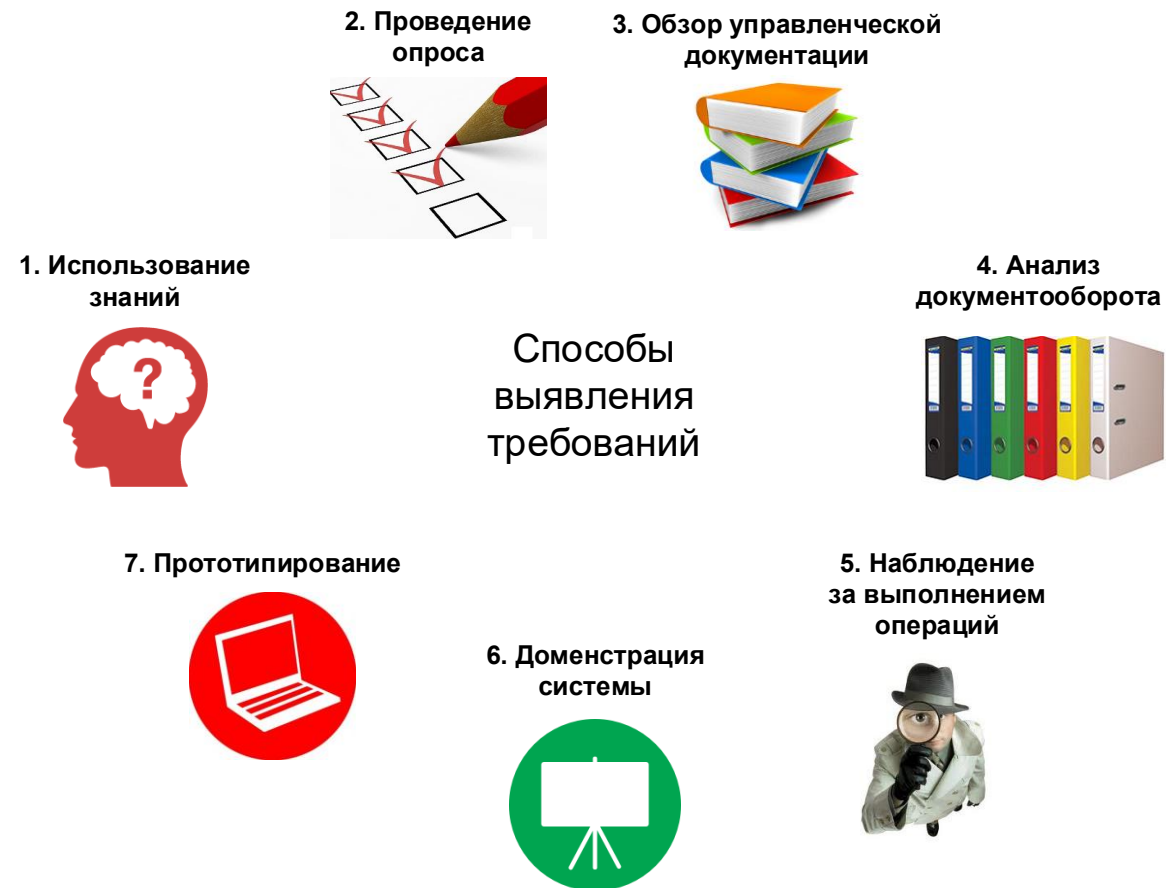 2. Проведение
опроса
3. Обзор управленческой
документации
1. Использование
знаний
?
4. Анализ
документооборота
Способы
выявления
требований
7. Прототипирование
5. Наблюдение
за выполнением
операций
6. Доменстрация
системы